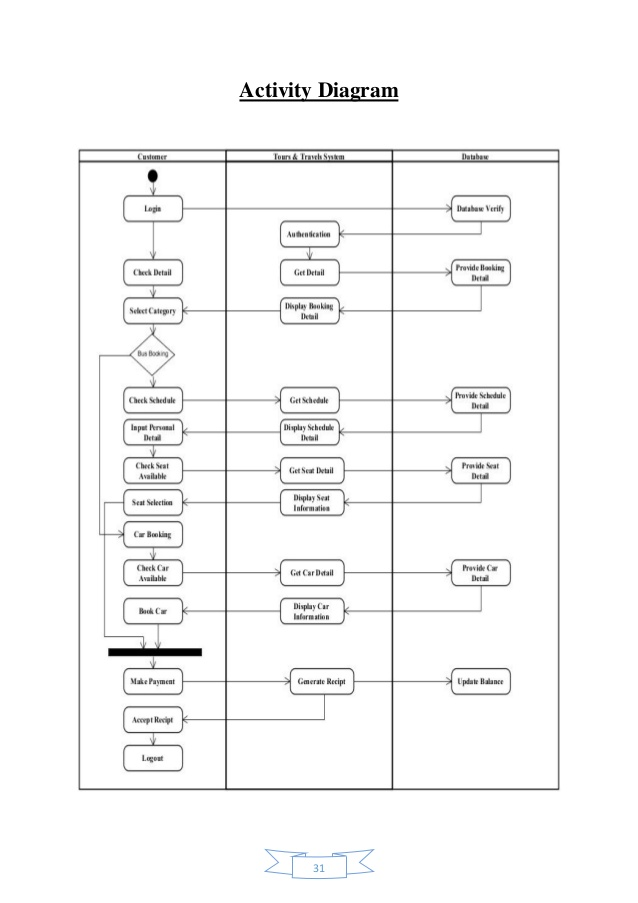 Activity Diagram
Customer
Tours & Travels System
Database
Login
Database Verify
Authentication
Check Detail
Get Detail
Provide Booking
Detail
Select Category
Display Booking
Detail
Bus Booking
Check Schedule
Get Schedule
Provide Schedule
Detail
Input Personal
Detail
Display Schedule
Detail
Check Seat
Available
Get Seat Detail
Provide Seat
Detail
Seat Selection
Display Seat
Information
Car Booking
Check Car
Available
Get Car Detail
Provide Car
Detail
Book Car
Display Car
Information
Make Payment
Generate Recipt
Update Balance
Accept Recipt
Logout
31